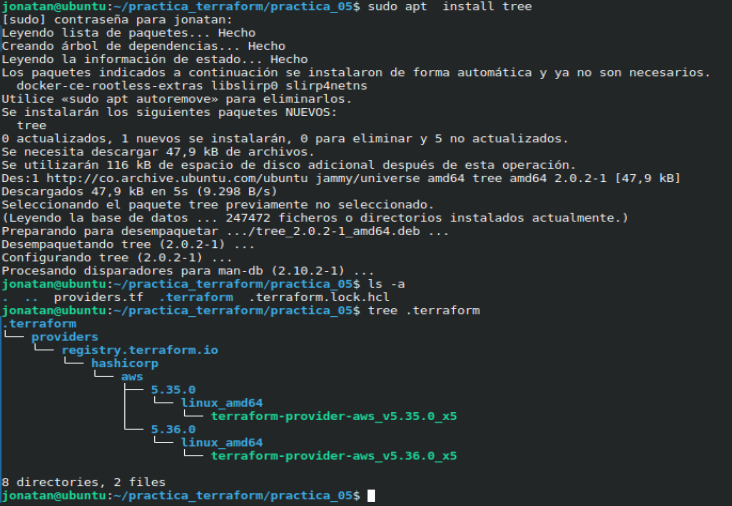 jonatan@ubuntu:~/practica_terraform/practica_05$ sudo apt  install tree
[sudo] contraseña para jonatan:
Leyendo lista de paquetes... Hecho
Creando árbol de dependencias... Hecho
Leyendo la información de estado... Hecho
Los paquetes indicados a continuación se instalaron de forma automática y ya no son necesarios.
  docker-ce-rootless-extras libslirp0 slirp4netns
Utilice «sudo apt autoremove» para eliminarlos.
Se instalarán los siguientes paquetes NUEVOS:
  tree
0 actualizados, 1 nuevos se instalarán, 0 para eliminar y 5 no actualizados.
Se necesita descargar 47,9 kB de archivos.
Se utilizarán 116 kB de espacio de disco adicional después de esta operación.
Des:1 http://co.archive.ubuntu.com/ubuntu jammy/universe amd64 tree amd64 2.0.2-1 [47,9 kB]
Descargados 47,9 kB en 5s (9.298 B/s)
Seleccionando el paquete tree previamente no seleccionado.
(Leyendo la base de datos ... 247472 ficheros o directorios instalados actualmente.)
Preparando para desempaquetar .../tree_2.0.2-1_amd64.deb ...
Desempaquetando tree (2.0.2-1) ...
Configurando tree (2.0.2-1) ...
Procesando disparadores para man-db (2.10.2-1) ...
jonatan@ubuntu:~/practica_terraform/practica_05$ ls -a
.  ..  providers.tf  .terraform  .terraform.lock.hcl
jonatan@ubuntu:~/practica_terraform/practica_05$ tree .terraform
.terraform
└── providers
    └── registry.terraform.io
        └── hashicorp
            └── aws
                ├── 5.35.0
                │   └── linux_amd64
                │       └── terraform-provider-aws_v5.35.0_x5
                └── 5.36.0
                    └── linux_amd64
                        └── terraform-provider-aws_v5.36.0_x5

8 directories, 2 files
jonatan@ubuntu:~/practica_terraform/practica_05$